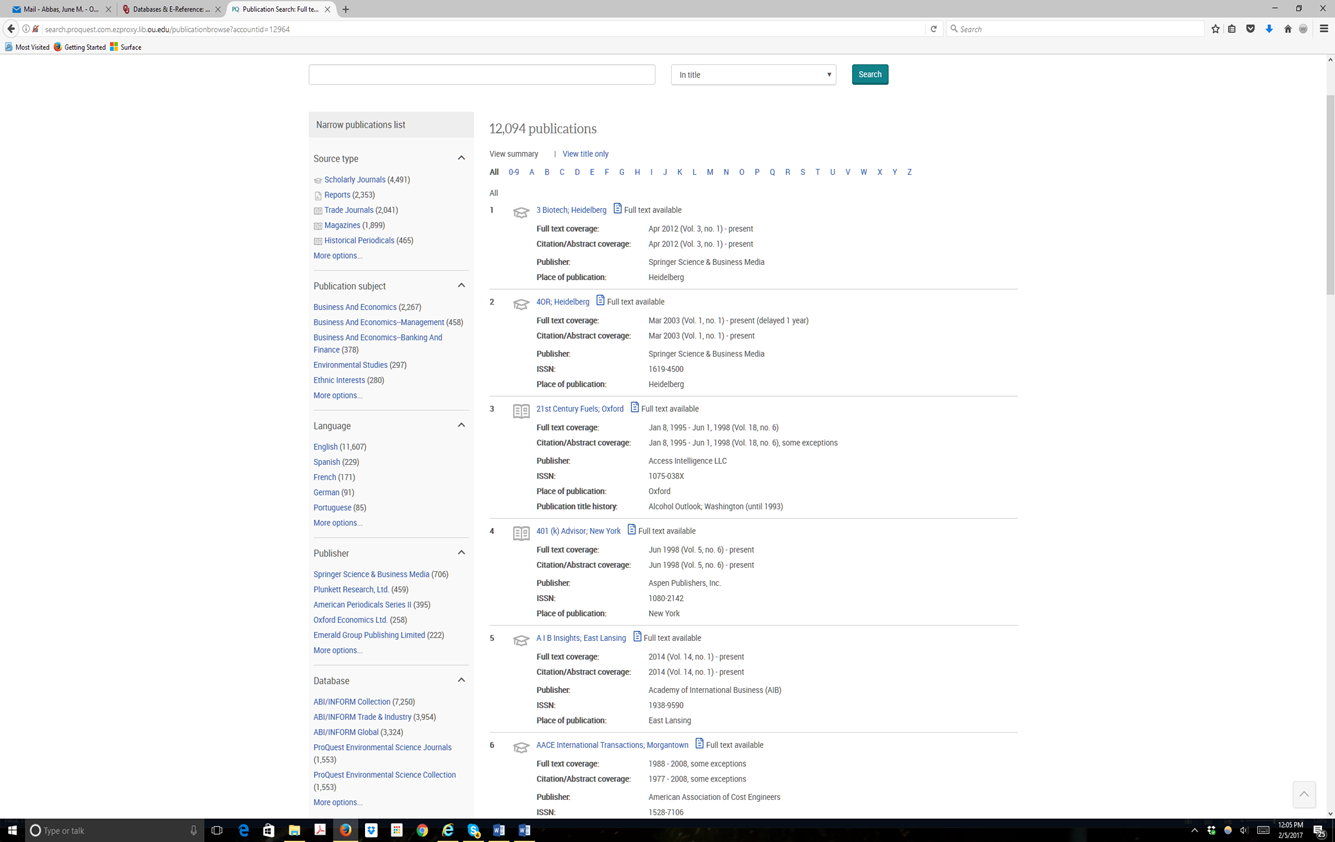 Mail - Abbas, June M. - O...
Databases & E-Reference: ...
PQ Publication Search: Full te...
search.proquest.com.ezproxy.lib.ou.edu/publicationbrowse?accountid=12964
Search
Most Visited
Getting Started
Surface
In title
Search
Narrow publications list
Source type
Scholarly Journals (4,491)
Reports (2,353)
Trade Journals (2,041)
Magazines (1,899)
Historical Periodicals (465)
More options...
Publication subject
Business And Economics (2,267)
Business And Economics--Management (458)
Business And Economics--Banking And
Finance (378)
Environmental Studies (297)
Ethnic Interests (280)
More options...
Language
English (11,607)
Spanish (229)
French (171)
German (91)
Portuguese (85)
More options...
Publisher
Springer Science & Business Media (706)
Plunkett Research, Ltd. (459)
American Periodicals Series II (395)
Oxford Economics Ltd. (258)
Emerald Group Publishing Limited (222)
More options...
Database
ABI/INFORM Collection (7,250)
ABI/INFORM Trade & Industry (3,954)
ABI/INFORM Global (3,324)
ProQuest Environmental Science Journals
(1,553)
ProQuest Environmental Science Collection
(1,553)
More options...
12,094 publications
View summary | View title only
All 0-9 A B C D E F G H I J K L M N O P Q R S T U V W X Y Z
All
1 3 Biotech; Heidelberg Full text available
Full text coverage: Apr 2012 (Vol. 3, no. 1) - present
Citation/Abstract coverage: Apr 2012 (Vol. 3, no. 1) - present
Publisher: Springer Science & Business Media
Place of publication: Heidelberg
2 4OR; Heidelberg Full text available
Full text coverage: Mar 2003 (Vol. 1, no. 1) - present (delayed 1 year)
Citation/Abstract coverage: Mar 2003 (Vol. 1, no. 1) - present
Publisher: Springer Science & Business Media
ISSN: 1619-4500
Place of publication: Heidelberg
3 21st Century Fuels; Oxford Full text available
Full text coverage: Jan 8, 1995 - Jun 1, 1998 (Vol. 18, no. 6)
Citation/Abstract coverage: Jan 8, 1995 - Jun 1, 1998 (Vol. 18, no. 6), some exceptions
Publisher: Access Intelligence LLC
ISSN: 1075-038X
Place of publication: Oxford
Publication title history: Alcohol Outlook; Washington (until 1993)
4 401 (k) Advisor; New York Full text available
Full text coverage: Jun 1998 (Vol. 5, no. 6) - present
Citation/Abstract coverage: Jun 1998 (Vol. 5, no. 6) - present
Publisher: Aspen Publishers, Inc.
ISSN: 1080-2142
Place of publication: New York
5 A I B Insights; East Lansing Full text available
Full text coverage: 2014 (Vol. 14, no. 1) - present
Citation/Abstract coverage: 2014 (Vol. 14, no. 1) - present
Publisher: Academy of International Business (AIB)
ISSN: 1938-9590
Place of publication: East Lansing
6 AACE International Transactions; Morgantown Full text available
Full text coverage: 1988 - 2008, some exceptions
Citation/Abstract coverage: 1977 - 2008, some exceptions
Publisher: American Association of Cost Engineers
ISSN: 1528-7106
Type or talk
12:05 PM
2/5/2017
25